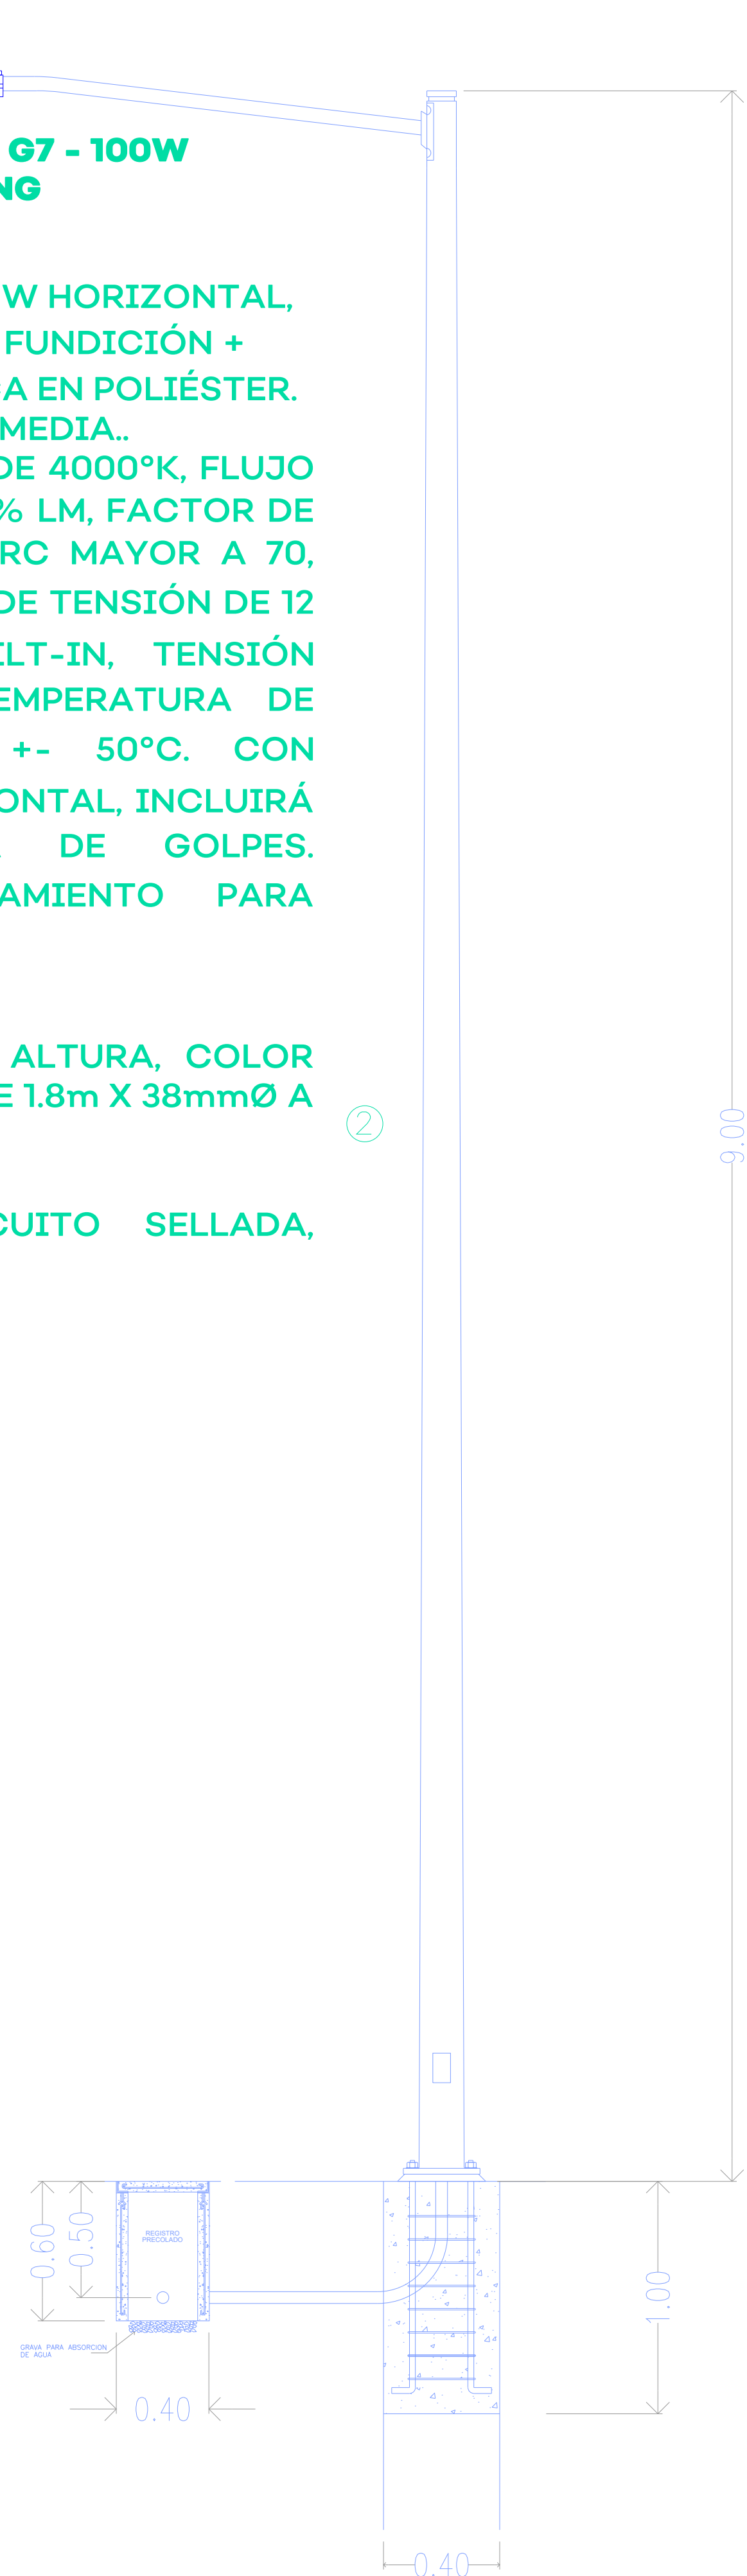 G7 - 100W
NG
W HORIZONTAL,
FUNDICIÓN +
CA EN POLIÉSTER.
MEDIA..
DE 4000°K, FLUJO
% LM, FACTOR DE
IRC MAYOR A 70,
DE TENSIÓN DE 12
ILT-IN, TENSIÓN
EMPERATURA DE
+- 50°C. CON
ONTAL, INCLUIRÁ
DE GOLPES.
AMIENTO PARA
ALTURA, COLOR
E 1.8m X 38mmØ A
2
9.00
CUITO SELLADA,
REGISTRO
PRECOLADO
0.60
0.50
1.00
GRAVA PARA ABSORCION
DE AGUA
0.40
0.40